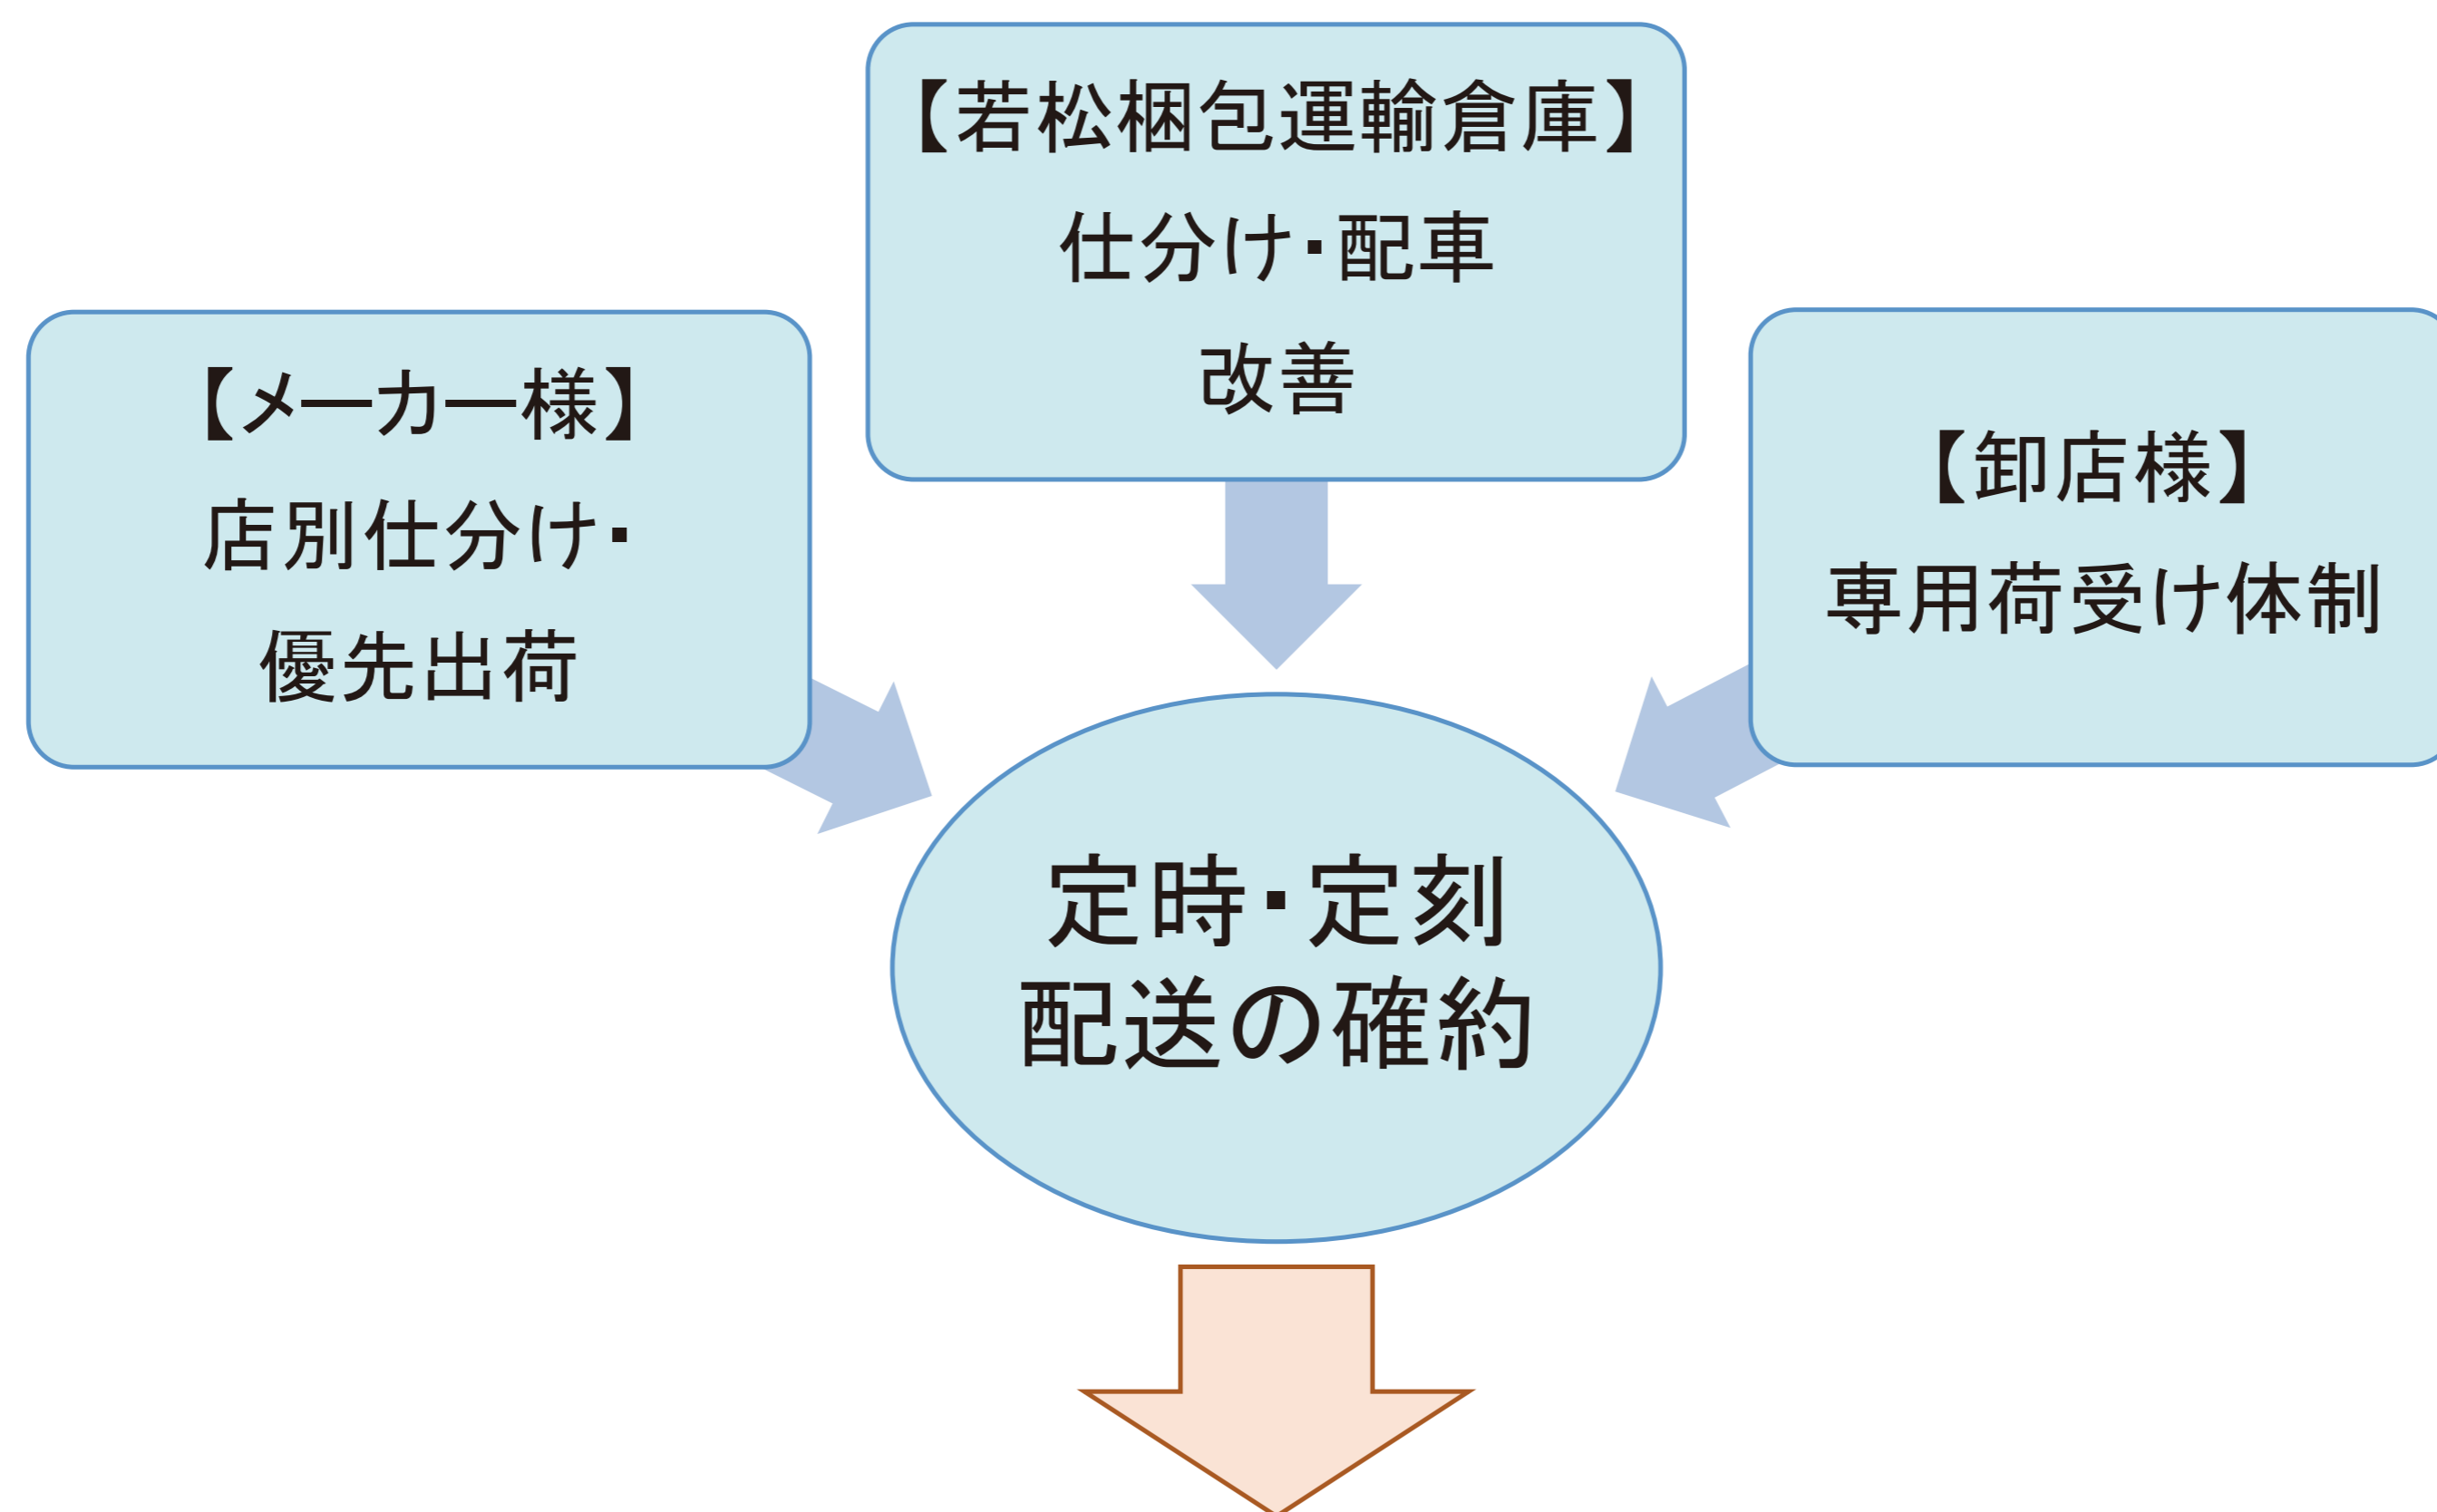 【若松梱包運輸倉庫】
仕分け・配車
改善
【メーカー様】
店別仕分け・
優先出荷
【卸店様】
専用荷受け体制
定時・定刻
配送の確約